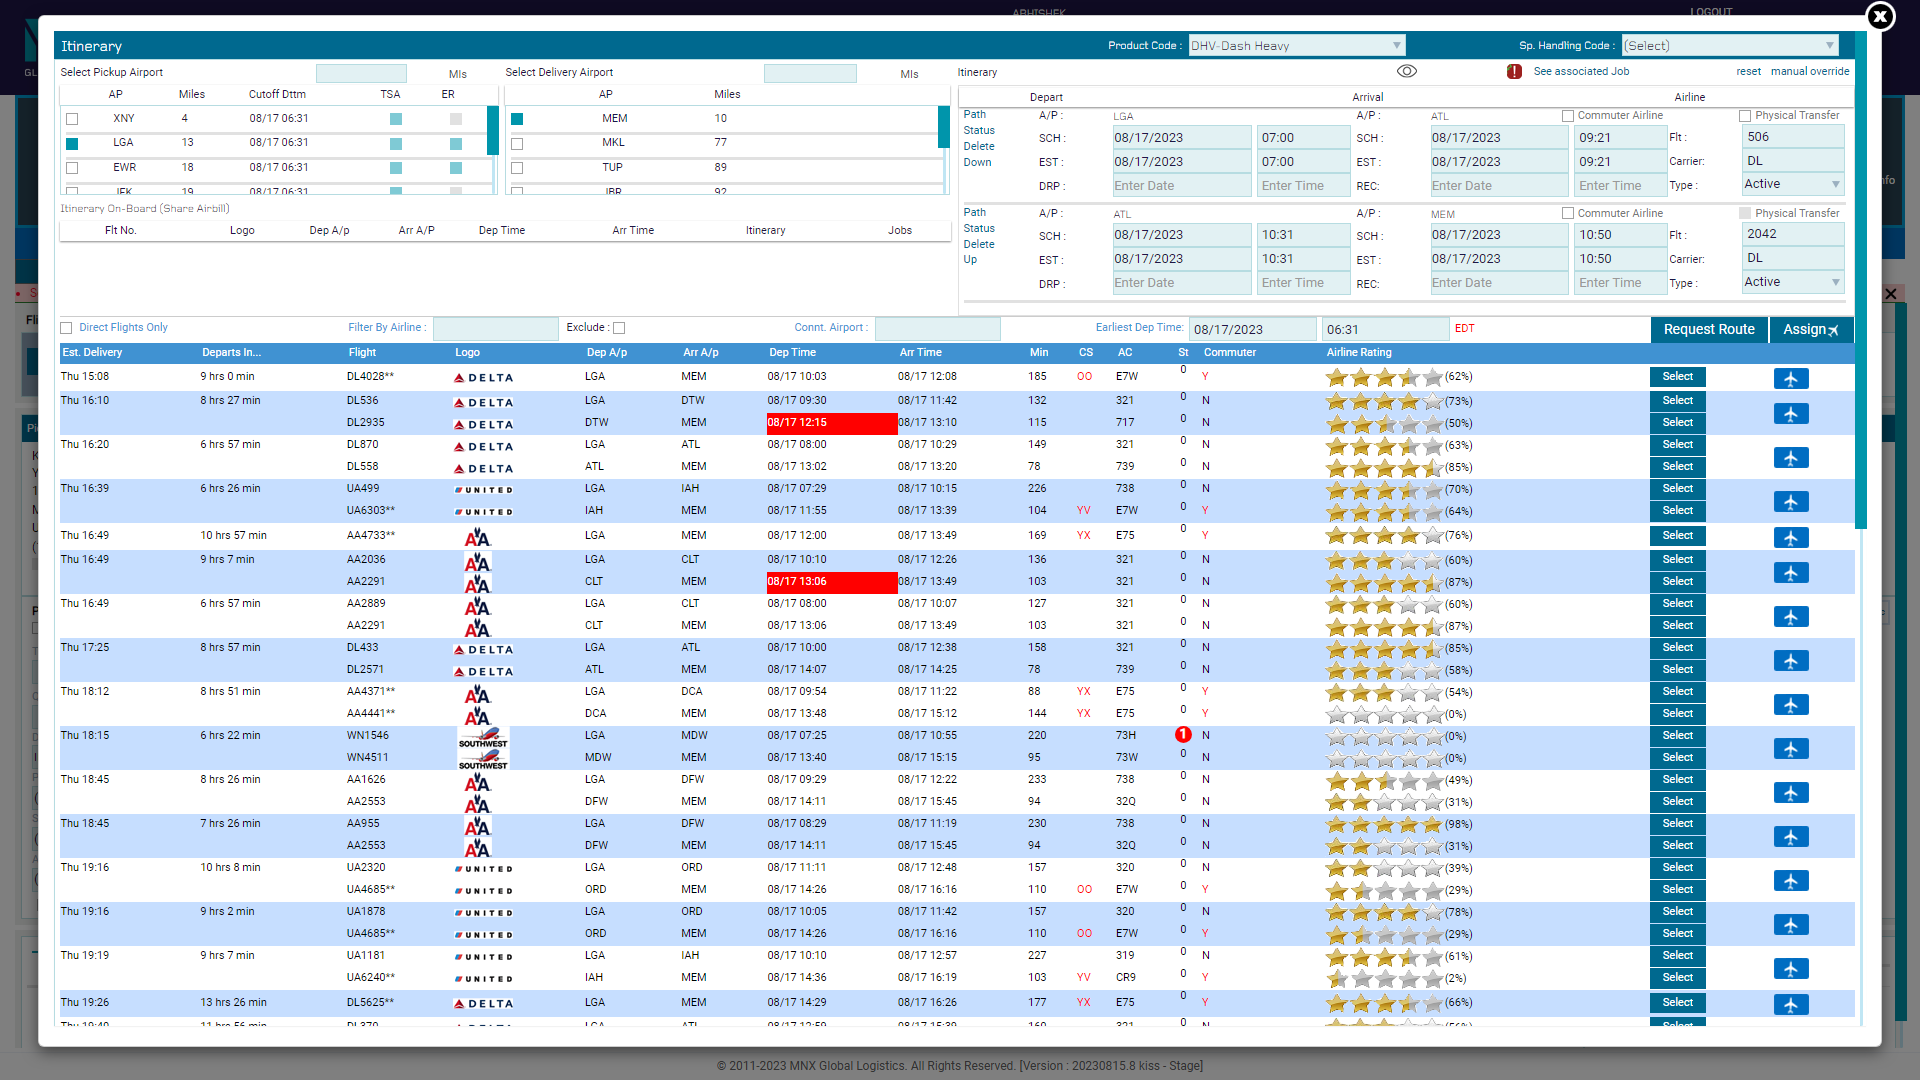 ABHISHEK
LOGOUT
Itinerary
Product Code : DHV-Dash Heavy
Sp. Handling Code : (Select)
Select Pickup Airport Mls
Select Delivery Airport Mls
Itinerary
See associated Job
reset manual override
AP Miles Cutoff Dttm TSA ER
XNY 4 08/17 06:31
LGA 13 08/17 06:31
EWR 18 08/17 06:31
JFK 19 08/17 06:31
AP Miles
MEM 10
MKL 77
TUP 89
JBR 92
Depart Arrival Airline
Path A/P : LGA A/P : ATL Commuter Airline Physical Transfer
Status SCH : 08/17/2023 07:00 SCH : 08/17/2023 09:21 Flt : 506
Delete
Down EST : 08/17/2023 07:00 EST : 08/17/2023 09:21 Carrier: DL
DRP : Enter Date Enter Time REC: Enter Date Enter Time Type : Active
Path A/P : ATL A/P : MEM Commuter Airline Physical Transfer
Status SCH : 08/17/2023 10:31 SCH : 08/17/2023 10:50 Flt : 2042
Delete
Up EST : 08/17/2023 10:31 EST : 08/17/2023 10:50 Carrier: DL
DRP : Enter Date Enter Time REC: Enter Date Enter Time Type : Active
Itinerary On-Board (Share Airbill)
Flt No. Logo Dep A/p Arr A/P Dep Time Arr Time Itinerary Jobs
Direct Flights Only Filter By Airline : Exclude : Connt. Airport : Earliest Dep Time: 08/17/2023 06:31 EDT Request Route Assign
Est. Delivery Departs In... Flight Logo Dep A/p Arr A/p Dep Time Arr Time Min CS AC St Commuter Airline Rating
Thu 15:08 9 hrs 0 min DL4028** DELTA LGA MEM 08/17 10:03 08/17 12:08 185 OO E7W 0 Y (62%) Select
Thu 16:10 8 hrs 27 min DL536 DELTA LGA DTW 08/17 09:30 08/17 11:42 132 321 0 N (73%) Select
DL2935 DELTA DTW MEM 08/17 12:15 08/17 13:10 115 717 0 N (50%) Select
Thu 16:20 6 hrs 57 min DL870 DELTA LGA ATL 08/17 08:00 08/17 10:29 149 321 0 N (63%) Select
DL558 DELTA ATL MEM 08/17 13:02 08/17 13:20 78 739 0 N (85%) Select
Thu 16:39 6 hrs 26 min UA499 UNITED LGA IAH 08/17 07:29 08/17 10:15 226 738 0 N (70%) Select
UA6303** UNITED IAH MEM 08/17 11:55 08/17 13:39 104 YV E7W 0 Y (64%) Select
Thu 16:49 10 hrs 57 min AA4733** AA LGA MEM 08/17 12:00 08/17 13:49 169 YX E75 0 Y (76%) Select
Thu 16:49 9 hrs 7 min AA2036 AA LGA CLT 08/17 10:10 08/17 12:26 136 321 0 N (60%) Select
AA2291 AA CLT MEM 08/17 13:06 08/17 13:49 103 321 0 N (87%) Select
Thu 16:49 6 hrs 57 min AA2889 AA LGA CLT 08/17 08:00 08/17 10:07 127 321 0 N (60%) Select
AA2291 AA CLT MEM 08/17 13:06 08/17 13:49 103 321 0 N (87%) Select
Thu 17:25 8 hrs 57 min DL433 DELTA LGA ATL 08/17 10:00 08/17 12:38 158 321 0 N (85%) Select
DL2571 DELTA ATL MEM 08/17 14:07 08/17 14:25 78 739 0 N (58%) Select
Thu 18:12 8 hrs 51 min AA4371** AA LGA DCA 08/17 09:54 08/17 11:22 88 YX E75 0 Y (54%) Select
AA4441** AA DCA MEM 08/17 13:48 08/17 15:12 144 YX E75 0 Y (0%) Select
Thu 18:15 6 hrs 22 min WN1546 SOUTHWEST LGA MDW 08/17 07:25 08/17 10:55 220 73H 1 N (0%) Select
WN4511 SOUTHWEST MDW MEM 08/17 13:40 08/17 15:15 95 73W 0 N (0%) Select
Thu 18:45 8 hrs 26 min AA1626 AA LGA DFW 08/17 09:29 08/17 12:22 233 738 0 N (49%) Select
AA2553 AA DFW MEM 08/17 14:11 08/17 15:45 94 32Q 0 N (31%) Select
Thu 18:45 7 hrs 26 min AA955 AA LGA DFW 08/17 08:29 08/17 11:19 230 738 0 N (98%) Select
AA2553 AA DFW MEM 08/17 14:11 08/17 15:45 94 32Q 0 N (31%) Select
Thu 19:16 10 hrs 8 min UA2320 UNITED LGA ORD 08/17 11:11 08/17 12:48 157 320 0 N (39%) Select
UA4685** UNITED ORD MEM 08/17 14:26 08/17 16:16 110 OO E7W 0 Y (29%) Select
Thu 19:16 9 hrs 2 min UA1878 UNITED LGA ORD 08/17 10:05 08/17 11:42 157 320 0 N (78%) Select
UA4685** UNITED ORD MEM 08/17 14:26 08/17 16:16 110 OO E7W 0 Y (29%) Select
Thu 19:19 9 hrs 7 min UA1181 UNITED LGA IAH 08/17 10:10 08/17 12:57 227 319 0 N (61%) Select
UA6240** UNITED IAH MEM 08/17 14:36 08/17 16:19 103 YV CR9 0 Y (2%) Select
Thu 19:26 13 hrs 26 min DL5625** DELTA LGA MEM 08/17 14:29 08/17 16:26 177 YX E75 0 Y (66%) Select
Thu 19:40 11 hrs 56 min DL370 LGA ATL 08/17 12:59 08/17 15:39 160 321 0 N (56%) Select
© 2011-2023 MNX Global Logistics. All Rights Reserved. [Version : 20230815.8 kiss - Stage]